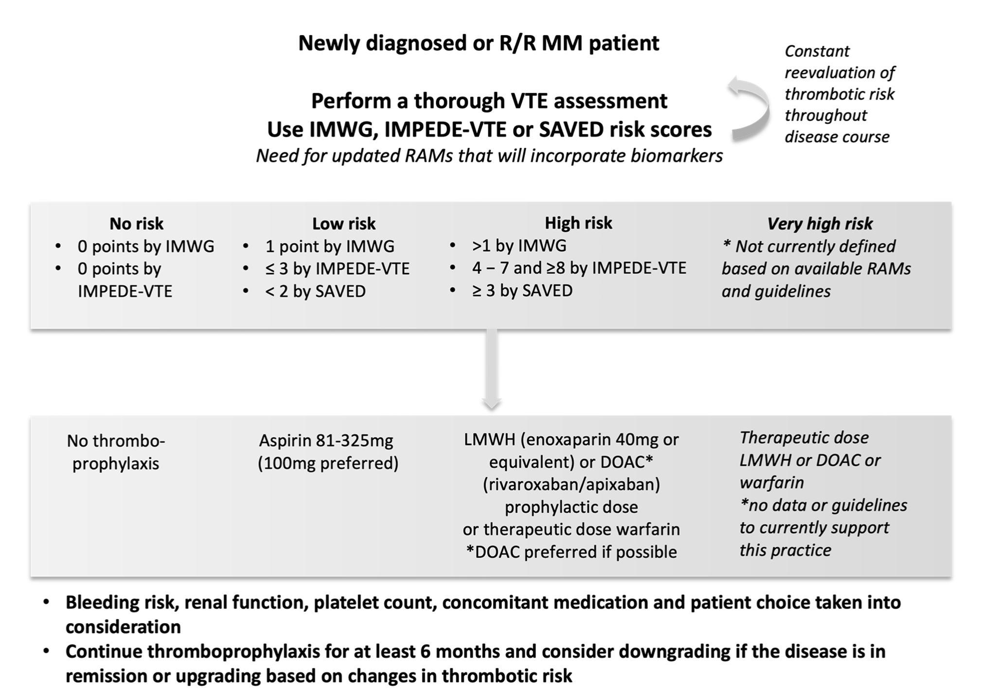 Newly diagnosed or R/R MM patient
Constant
reevaluation of
thrombotic risk
throughout
disease course
Perform a thorough VTE assessment
Use IMWG, IMPEDE-VTE or SAVED risk scores
Need for updated RAMs that will incorporate biomarkers
No risk
• 0 points by IMWG
• 0 points by
IMPEDE-VTE
Low risk
• 1 point by IMWG
• ≤ 3 by IMPEDE-VTE
• < 2 by SAVED
High risk
• >1 by IMWG
• 4 – 7 and ≥8 by IMPEDE-VTE
• ≥ 3 by SAVED
Very high risk
* Not currently defined
based on available RAMs
and guidelines
No thrombo-
prophylaxis
Aspirin 81-325mg
(100mg preferred)
LMWH (enoxaparin 40mg or
equivalent) or DOAC*
(rivaroxaban/apixaban)
prophylactic dose
or therapeutic dose warfarin
*DOAC preferred if possible
Therapeutic dose
LMWH or DOAC or
warfarin
*no data or guidelines
to currently support
this practice
• Bleeding risk, renal function, platelet count, concomitant medication and patient choice taken into
consideration
• Continue thromboprophylaxis for at least 6 months and consider downgrading if the disease is in
remission or upgrading based on changes in thrombotic risk